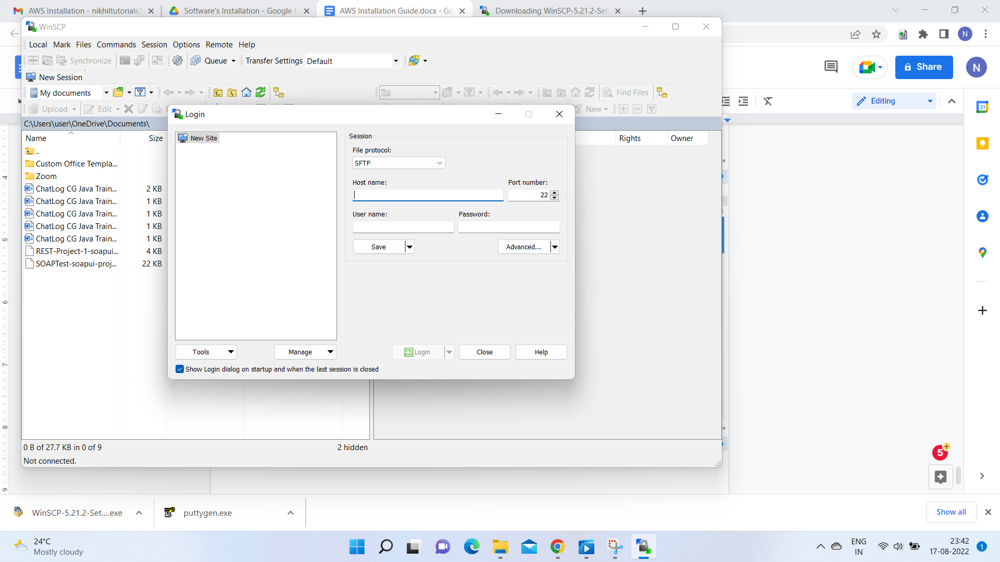 AWS Installation - nikhiltutorials2
Software's Installation - Google D
AWS Installation Guide.docx - Go
Downloading WinSCP-5.21.2-Set
WinSCP
Local Mark Files Commands Session Options Remote Help
Synchronize
Queue
Transfer Settings Default
New Session
My documents
Find Files
Upload
Edit
New
C:\Users\user\OneDrive\Documents\
Name Size
Rights Owner
..
Custom Office Templa...
Zoom
ChatLog CG Java Train... 2 KB
ChatLog CG Java Train... 1 KB
ChatLog CG Java Train... 1 KB
ChatLog CG Java Train... 1 KB
ChatLog CG Java Train... 1 KB
REST-Project-1-soapui... 4 KB
SOAPTest-soapui-proj... 22 KB
Login
New Site
Session
File protocol:
SFTP
Host name: Port number:
22
User name: Password:
Save Advanced...
Tools Manage Login Close Help
Show Login dialog on startup and when the last session is closed
0 B of 27.7 KB in 0 of 9 2 hidden
Not connected.
Share
N
N
Editing
31
4
5
6
7
8
9
5
WinSCP-5.21.2-Set....exe
puttygen.exe
Show all
24°C
Mostly cloudy
ENG
IN
23:42
17-08-2022
1